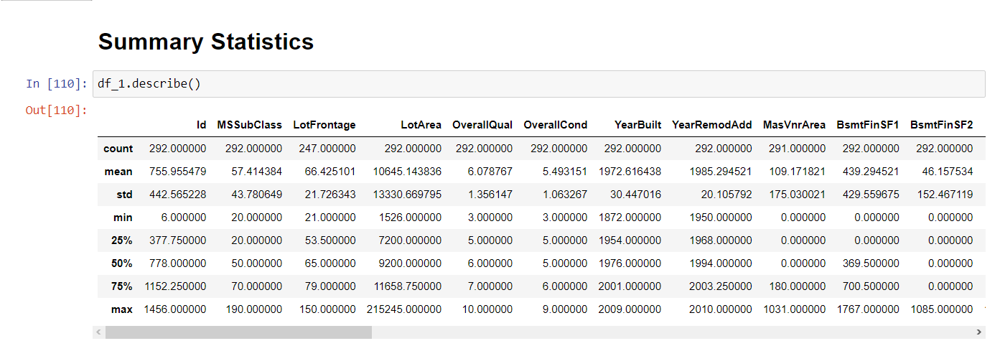 Summary Statistics
In [110]: df_1.describe()
Out[110]:
Id MSSubClass LotFrontage LotArea OverallQual OverallCond YearBuilt YearRemodAdd MasVnrArea BsmtFinSF1 BsmtFinSF2
count 292.000000 292.000000 247.000000 292.000000 292.000000 292.000000 292.000000 292.000000 291.000000 292.000000 292.000000
mean 755.955479 57.414384 66.425101 10645.143836 6.078767 5.493151 1972.616438 1985.294521 109.171821 439.294521 46.157534
std 442.565228 43.780649 21.726343 13330.669795 1.356147 1.063267 30.447016 20.105792 175.030021 429.559675 152.467119
min 6.000000 20.000000 21.000000 1526.000000 3.000000 3.000000 1872.000000 1950.000000 0.000000 0.000000 0.000000
25% 377.750000 20.000000 53.500000 7200.000000 5.000000 5.000000 1954.000000 1968.000000 0.000000 0.000000 0.000000
50% 778.000000 50.000000 65.000000 9200.000000 6.000000 5.000000 1976.000000 1994.000000 0.000000 369.500000 0.000000
75% 1152.250000 70.000000 79.000000 11658.750000 7.000000 6.000000 2001.000000 2003.250000 180.000000 700.500000 0.000000
max 1456.000000 190.000000 150.000000 215245.000000 10.000000 9.000000 2009.000000 2010.000000 1031.000000 1767.000000 1085.000000